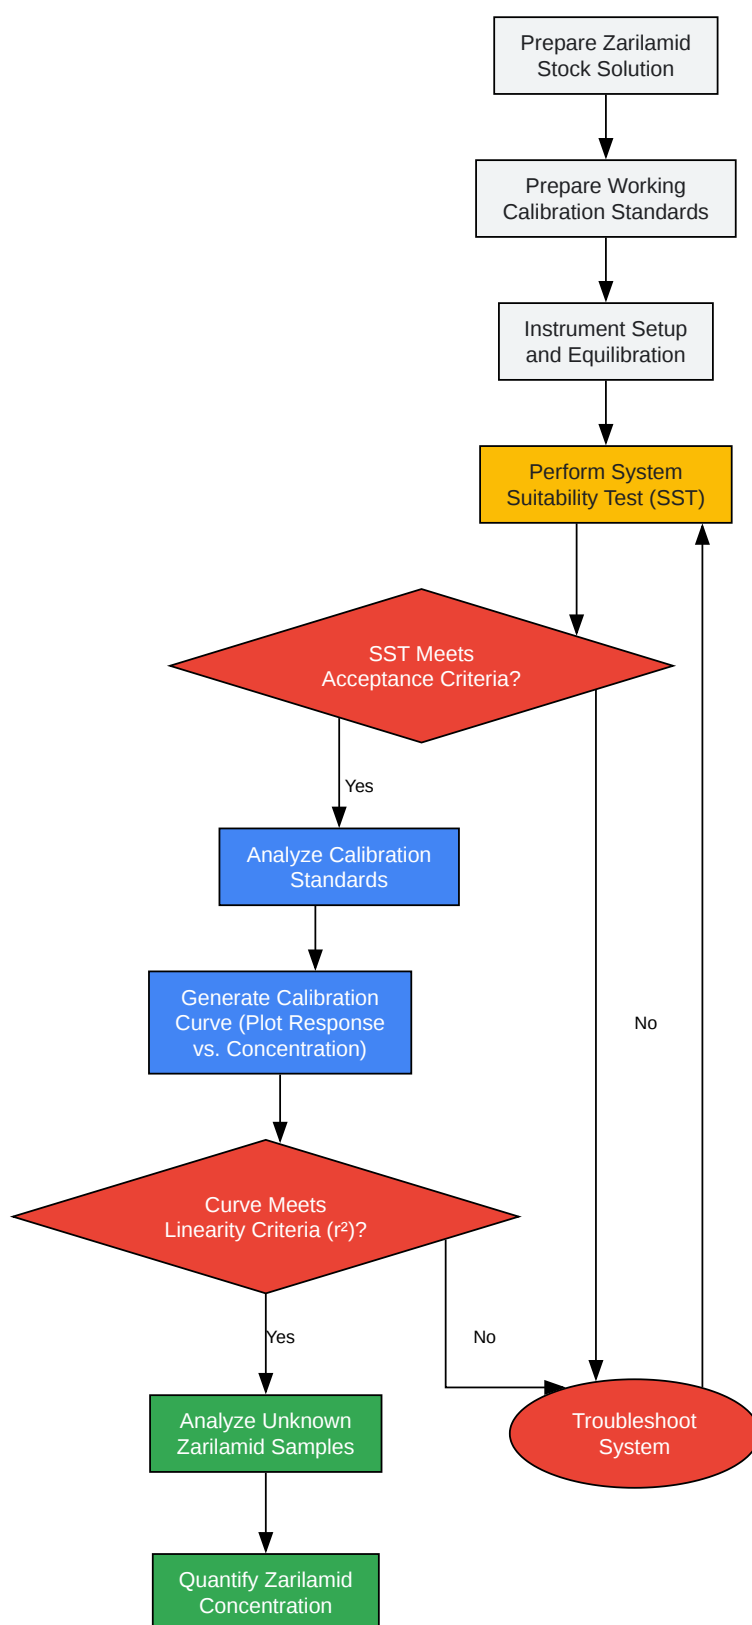 Prepare Zarilamid
Stock Solution
Prepare Working
Calibration Standards
Instrument Setup
and Equilibration
Perform System
Suitability Test (SST)
SST Meets
Acceptance Criteria?
Yes
Analyze Calibration
Standards
Generate Calibration
Curve (Plot Response
vs. Concentration)
No
Curve Meets
Linearity Criteria (r²)?
Yes
No
Analyze Unknown
Zarilamid Samples
Troubleshoot
System
Quantify Zarilamid
Concentration